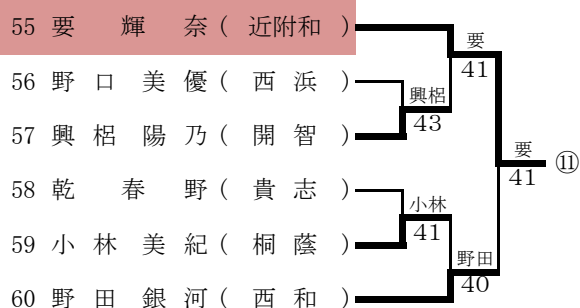 55 要 輝 奈 ( 近附和 )
56 野 口 美 優 ( 西 浜 )
57 興 梠 陽 乃 ( 開 智 )
58 乾 春 野 ( 貴 志 )
59 小 林 美 紀 ( 桐 蔭 )
60 野 田 銀 河 ( 西 和 )
要
41
興梠
43
要
41
⑪
小林
41
野田
40